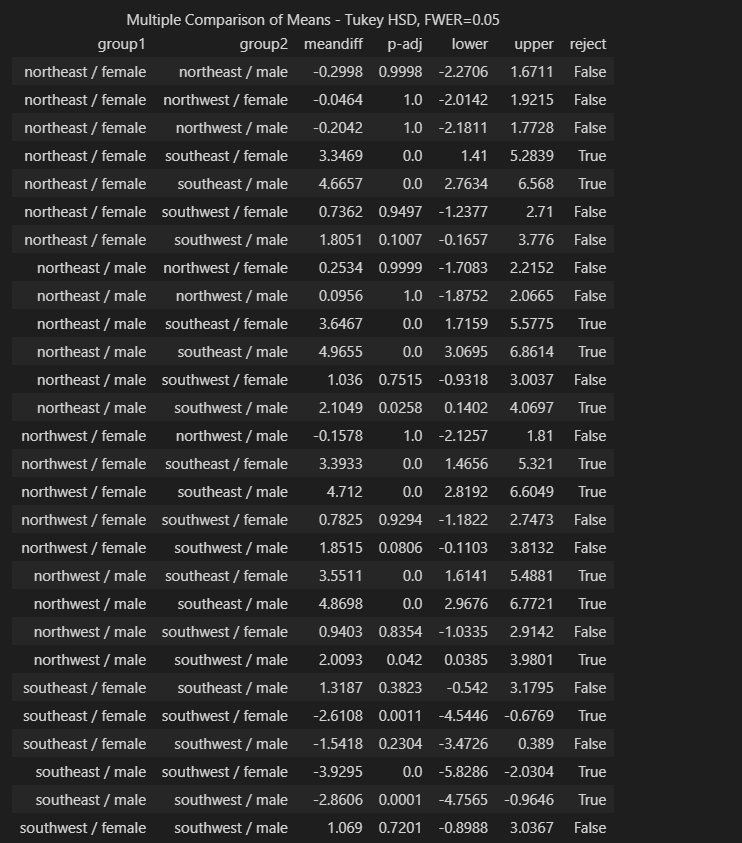 Multiple Comparison of Means - Tukey HSD, FWER=0.05
group1 group2 meandiff p-adj lower upper reject
northeast / female northeast / male -0.2998 0.9998 -2.2706 1.6711 False
northeast / female northwest / female -0.0464 1.0 -2.0142 1.9215 False
northeast / female northwest / male -0.2042 1.0 -2.1811 1.7728 False
northeast / female southeast / female 3.3469 0.0 1.41 5.2839 True
northeast / female southeast / male 4.6657 0.0 2.7634 6.568 True
northeast / female southwest / female 0.7362 0.9497 -1.2377 2.71 False
northeast / female southwest / male 1.8051 0.1007 -0.1657 3.776 False
northeast / male northwest / female 0.2534 0.9999 -1.7083 2.2152 False
northeast / male northwest / male 0.0956 1.0 -1.8752 2.0665 False
northeast / male southeast / female 3.6467 0.0 1.7159 5.5775 True
northeast / male southeast / male 4.9655 0.0 3.0695 6.8614 True
northeast / male southwest / female 1.036 0.7515 -0.9318 3.0037 False
northeast / male southwest / male 2.1049 0.0258 0.1402 4.0697 True
northwest / female northwest / male -0.1578 1.0 -2.1257 1.81 False
northwest / female southeast / female 3.3933 0.0 1.4656 5.321 True
northwest / female southeast / male 4.712 0.0 2.8192 6.6049 True
northwest / female southwest / female 0.7825 0.9294 -1.1822 2.7473 False
northwest / female southwest / male 1.8515 0.0806 -0.1103 3.8132 False
northwest / male southeast / female 3.5511 0.0 1.6141 5.4881 True
northwest / male southeast / male 4.8698 0.0 2.9676 6.7721 True
northwest / male southwest / female 0.9403 0.8354 -1.0335 2.9142 False
northwest / male southwest / male 2.0093 0.042 0.0385 3.9801 True
southeast / female southeast / male 1.3187 0.3823 -0.542 3.1795 False
southeast / female southwest / female -2.6108 0.0011 -4.5446 -0.6769 True
southeast / female southwest / male -1.5418 0.2304 -3.4726 0.389 False
southeast / male southwest / female -3.9295 0.0 -5.8286 -2.0304 True
southeast / male southwest / male -2.8606 0.0001 -4.7565 -0.9646 True
southwest / female southwest / male 1.069 0.7201 -0.8988 3.0367 False